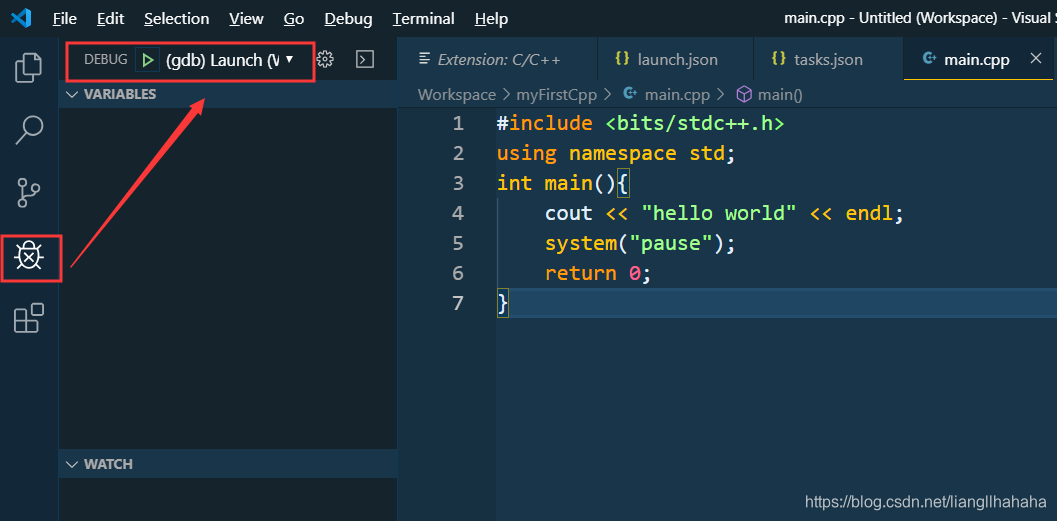 File Edit Selection View Go Debug Terminal Help main.cpp - Untitled (Workspace) - Visual S
DEBUG (gdb) Launch (V
Extension: C/C++ {} launch.json {} tasks.json main.cpp
VARIABLES
Workspace > myFirstCpp > main.cpp > main()
1 #include <bits/stdc++.h>
2 using namespace std;
3 int main(){
4 cout << "hello world" << endl;
5 system("pause");
6 return 0;
7 }
WATCH
https://blog.csdn.net/liangllhahaha